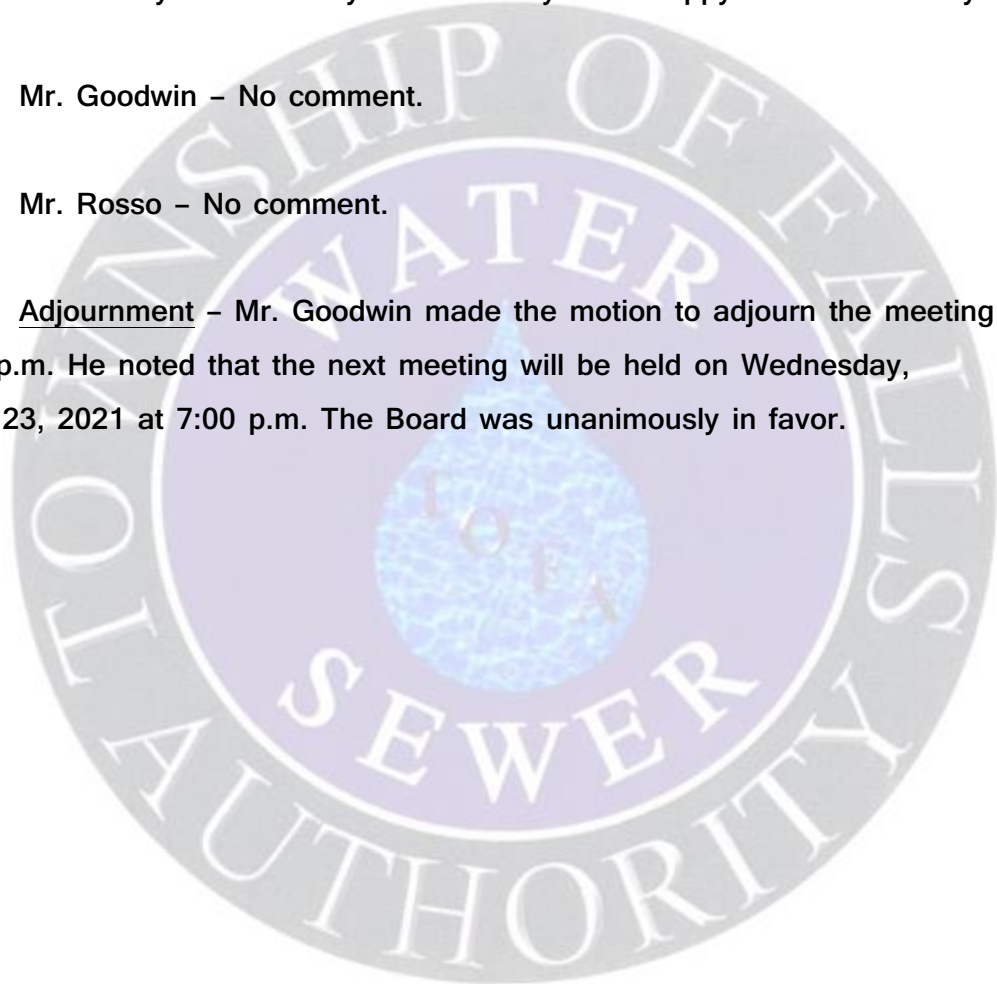 Mr. Goodwin – No comment.
Mr. Rosso – No comment.
Adjournment – Mr. Goodwin made the motion to adjourn the meeting
p.m. He noted that the next meeting will be held on Wednesday,
23, 2021 at 7:00 p.m. The Board was unanimously in favor.
TOWNSHIP OF FALLS
WATER
TOFA
SEWER
AUTHORITY